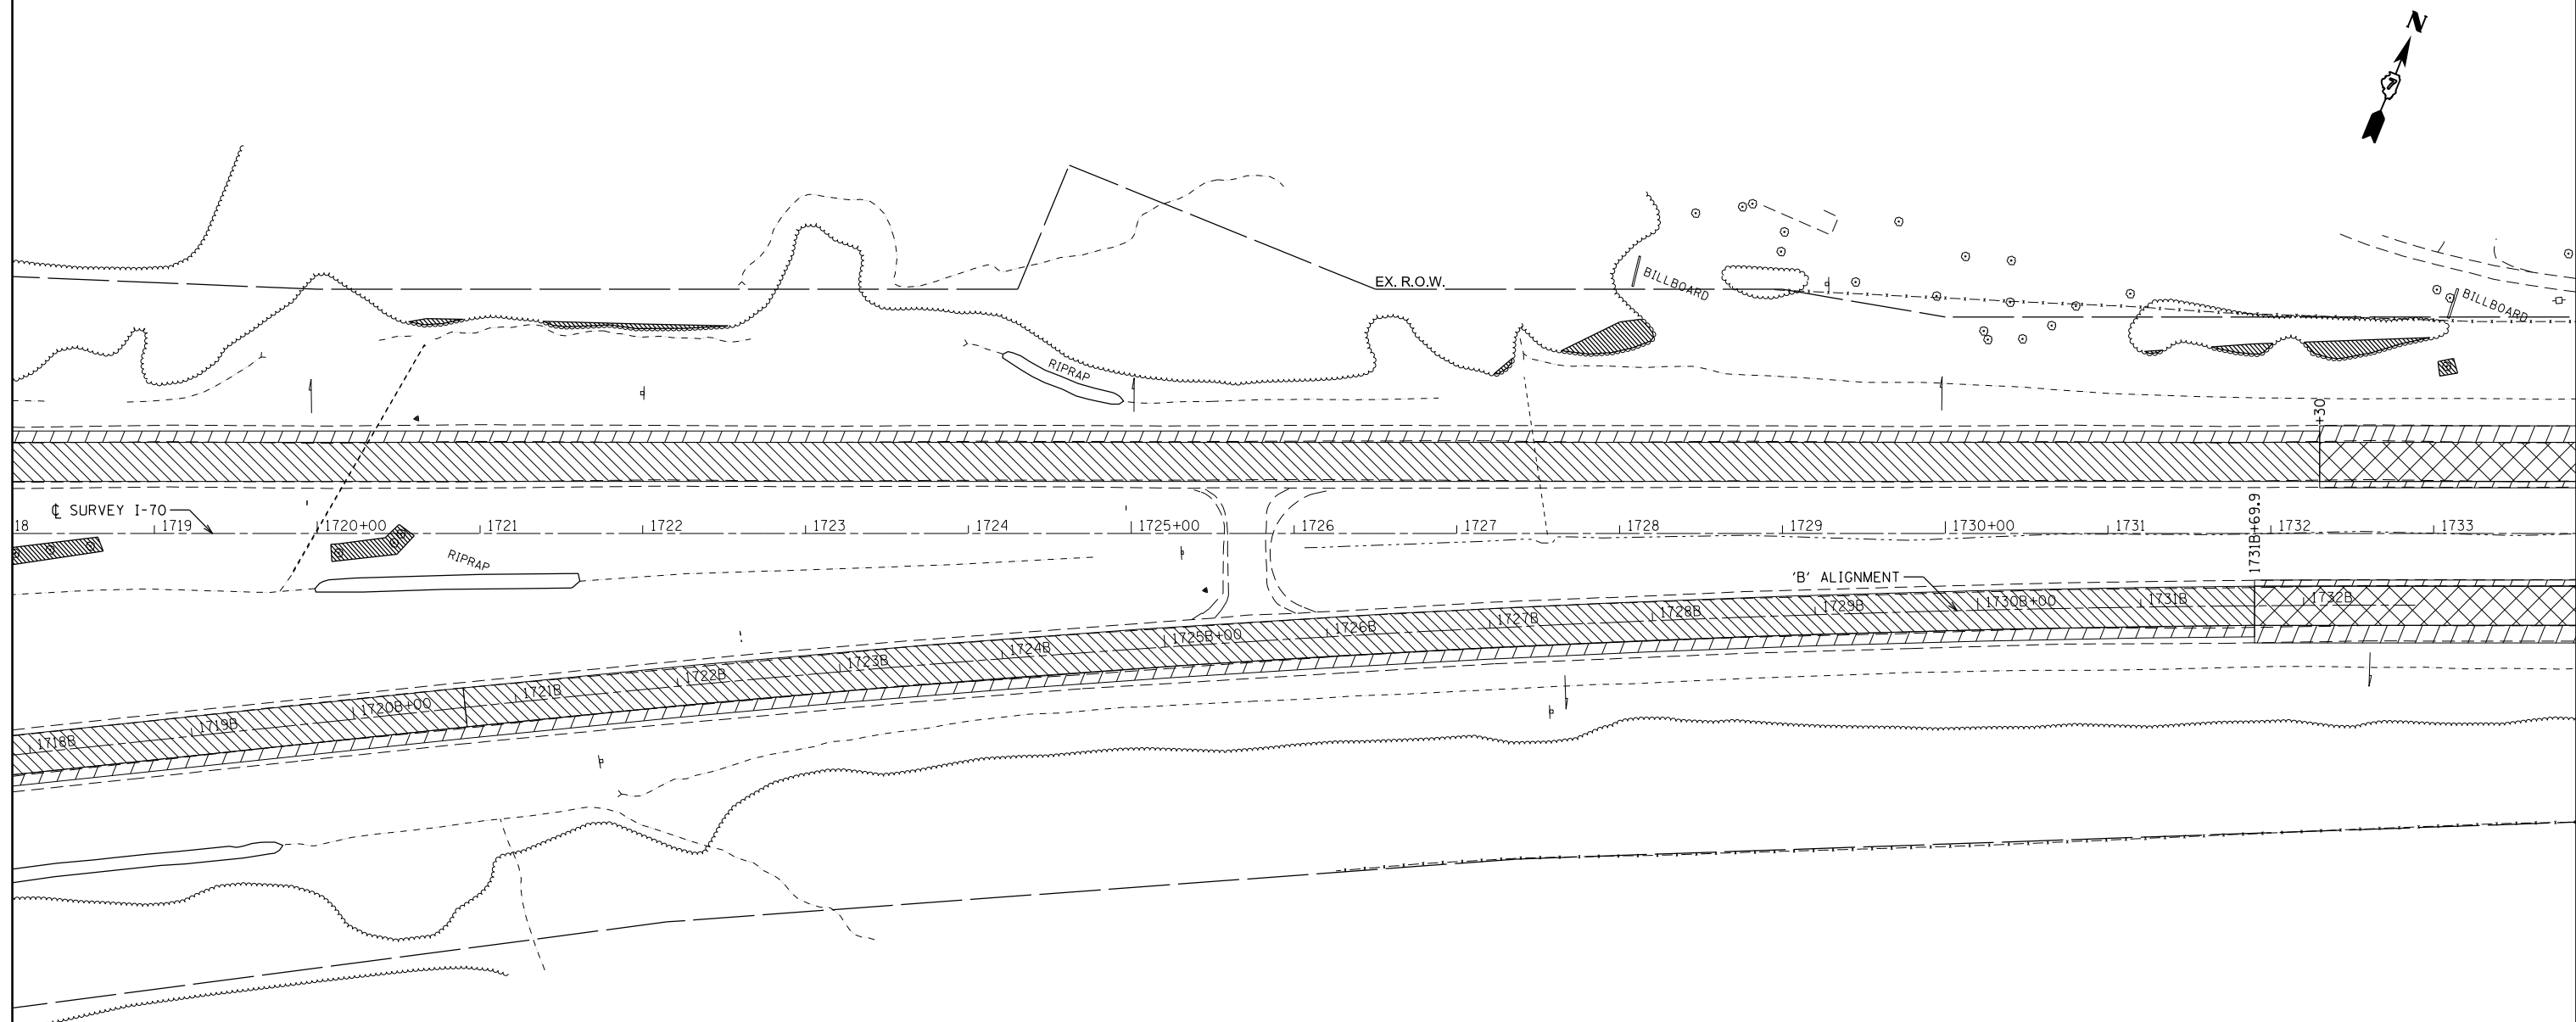 N
7
EX. R.O.W.
BILLBOARD
BILLBOARD
RIPRAP
+30
℄ SURVEY I-70
18
1719
1720+00
1721
1722
1723
1724
1725+00
1726
1727
1728
1729
1730+00
1731
1732
1733
1731B+69.9
RIPRAP
'B' ALIGNMENT
1718B
1719B
1720B+00
1721B
1722B
1723B
1724B
1725B+00
1726B
1727B
1728B
1729B
1730B+00
1731B
1732B